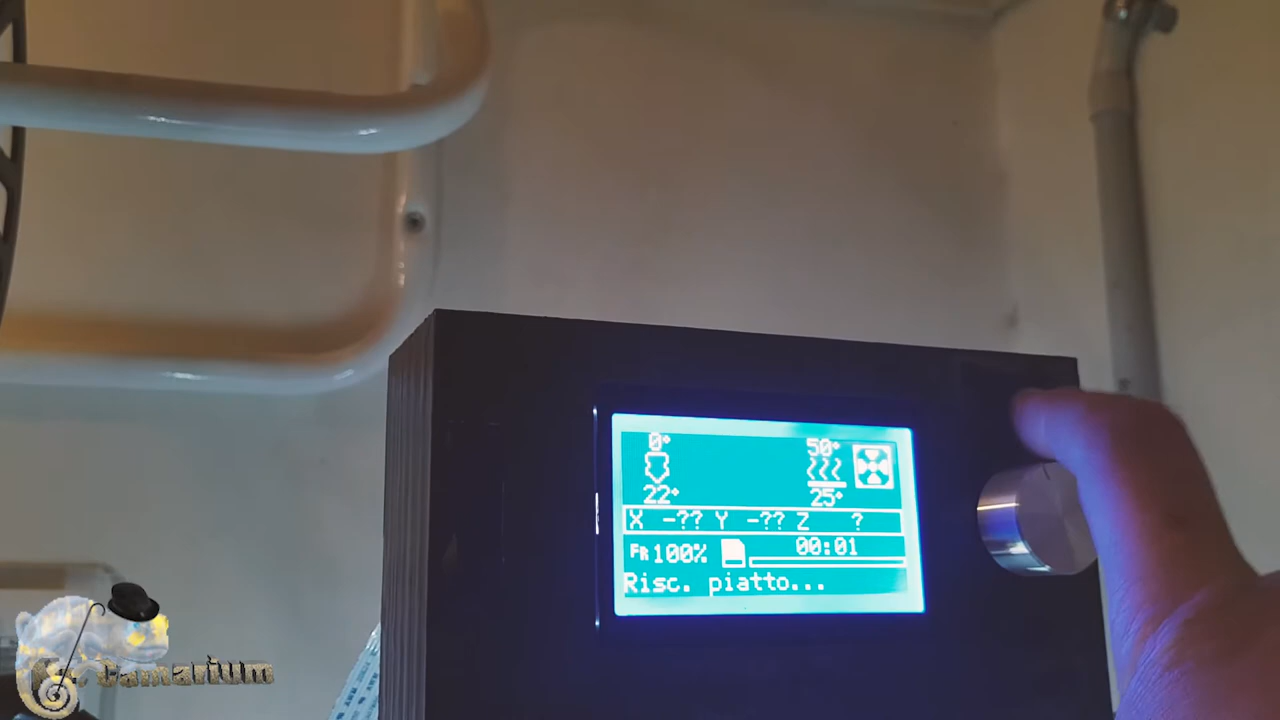 0° 50°
22° 25°
X -?? Y -?? Z ?
FR 100% 00:01
Risc. piatto...
Camarium